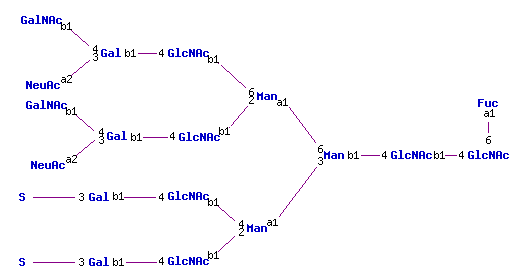 GalNAc b1
4 Gal b1 4 GlcNAc b1
3
NeuAc a2
6 Man a1
2
GalNAc b1
4 Gal b1 4 GlcNAc b1
3
NeuAc a2
Fuc
a1
6
6 Man b1 4 GlcNAc b1 4 GlcNAc
3
S 3 Gal b1 4 GlcNAc b1
4 Man a1
2
S 3 Gal b1 4 GlcNAc b1